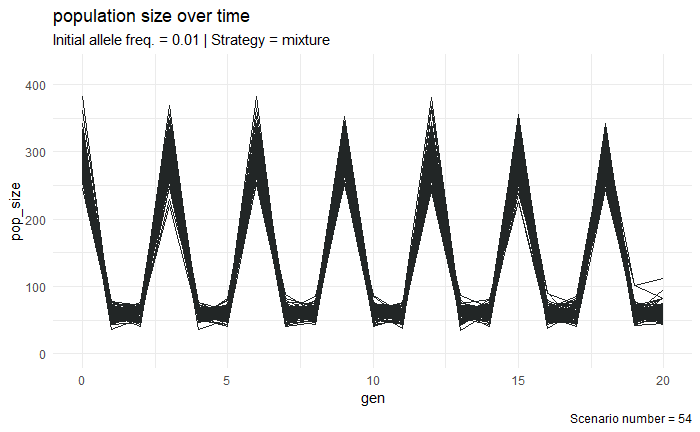 population size over time
Initial allele freq. = 0.01 | Strategy = mixture
400
300
200
100
0
pop_size
0 5 10 15 20
gen
Scenario number = 54